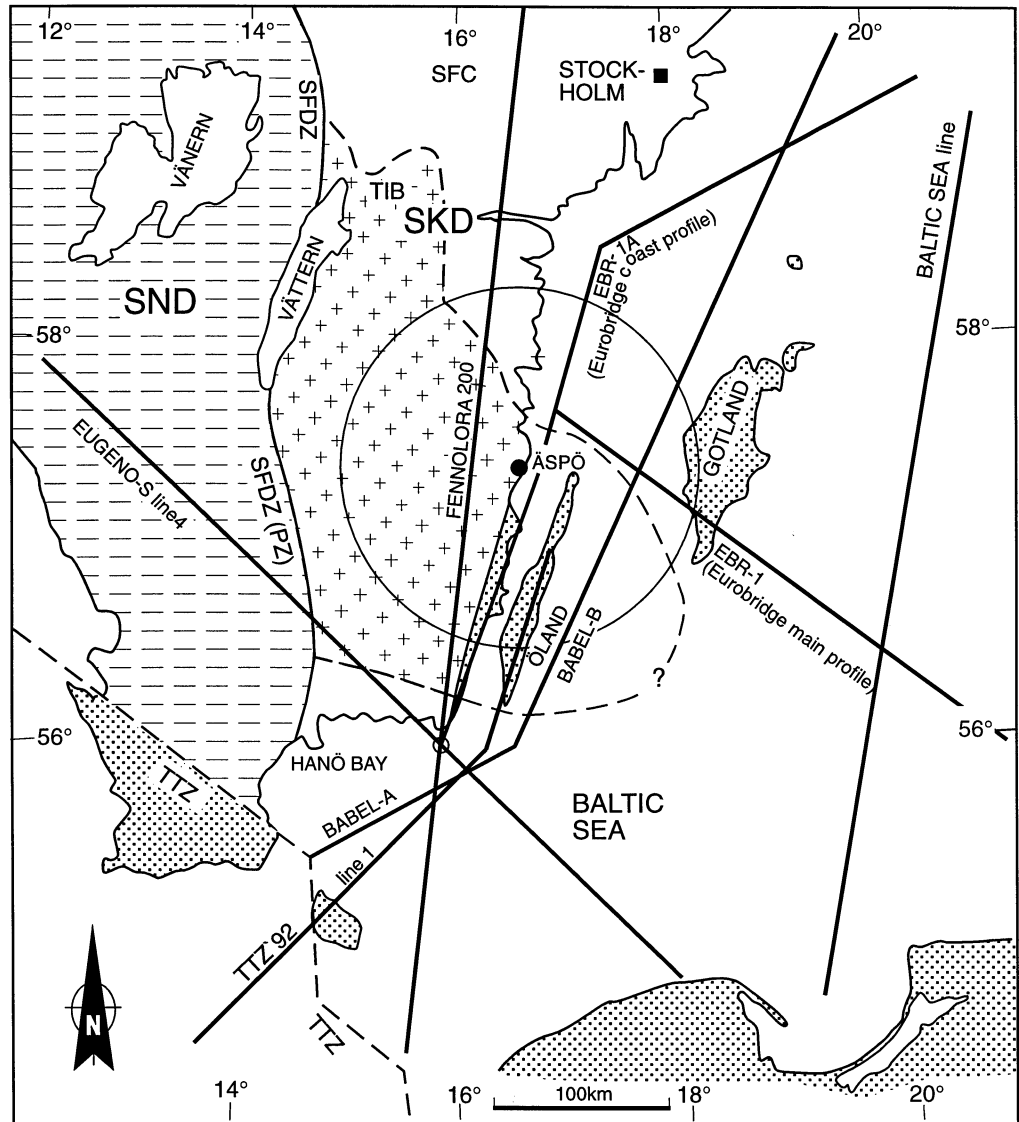 12°
14°
16°
18°
20°
SFC
STOCK-
HOLM
SFDZ
VÄNERN
TIB
SKD
BALTIC SEA line
VÄTTERN
EBR-1A
(Eurobridge coast profile)
SND
58°
58°
FENNOLORA 200
GOTLAND
EUGENO-S line4
SFDZ (PZ)
ÄSPÖ
EBR-1
(Eurobridge main profile)
ÖLAND
BABEL-B
?
56°
56°
HANÖ BAY
TTZ
BABEL-A
BALTIC
SEA
line 1
TTZ'92
N
TTZ
14°
16°
100km
18°
20°